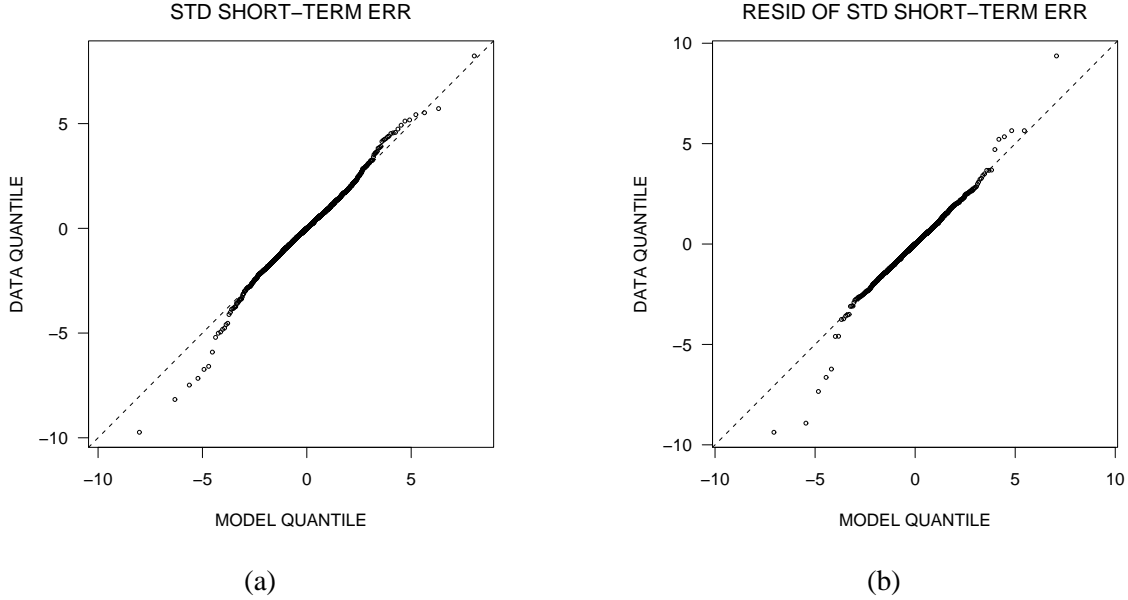 STD SHORT−TERM ERR
RESID OF STD SHORT−TERM ERR
DATA QUANTILE
5
0
−5
−10
−10
−5
0
5
MODEL QUANTILE
DATA QUANTILE
10
5
0
−5
−10
−10
−5
0
5
10
MODEL QUANTILE
(a)
(b)